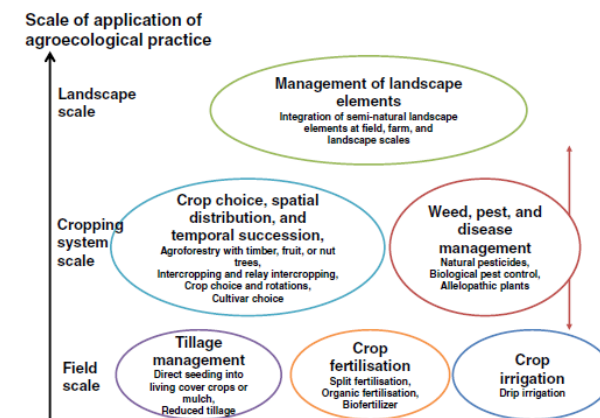 Scale of application of
agroecological practice
Landscape
scale
Management of landscape
elements
Integration of semi-natural landscape
elements at field, farm, and
landscape scales
Cropping
system
scale
Crop choice, spatial
distribution, and
temporal succession,
Agroforestry with timber, fruit, or nut
trees,
Intercropping and relay intercropping,
Crop choice and rotations,
Cultivar choice
Weed, pest, and
disease
management
Natural pesticides,
Biological pest control,
Allelopathic plants
Field
scale
Tillage
management
Direct seeding into
living cover crops or
mulch,
Reduced tillage
Crop
fertilisation
Split fertilisation,
Organic fertilisation,
Biofertilizer
Crop
irrigation
Drip irrigation